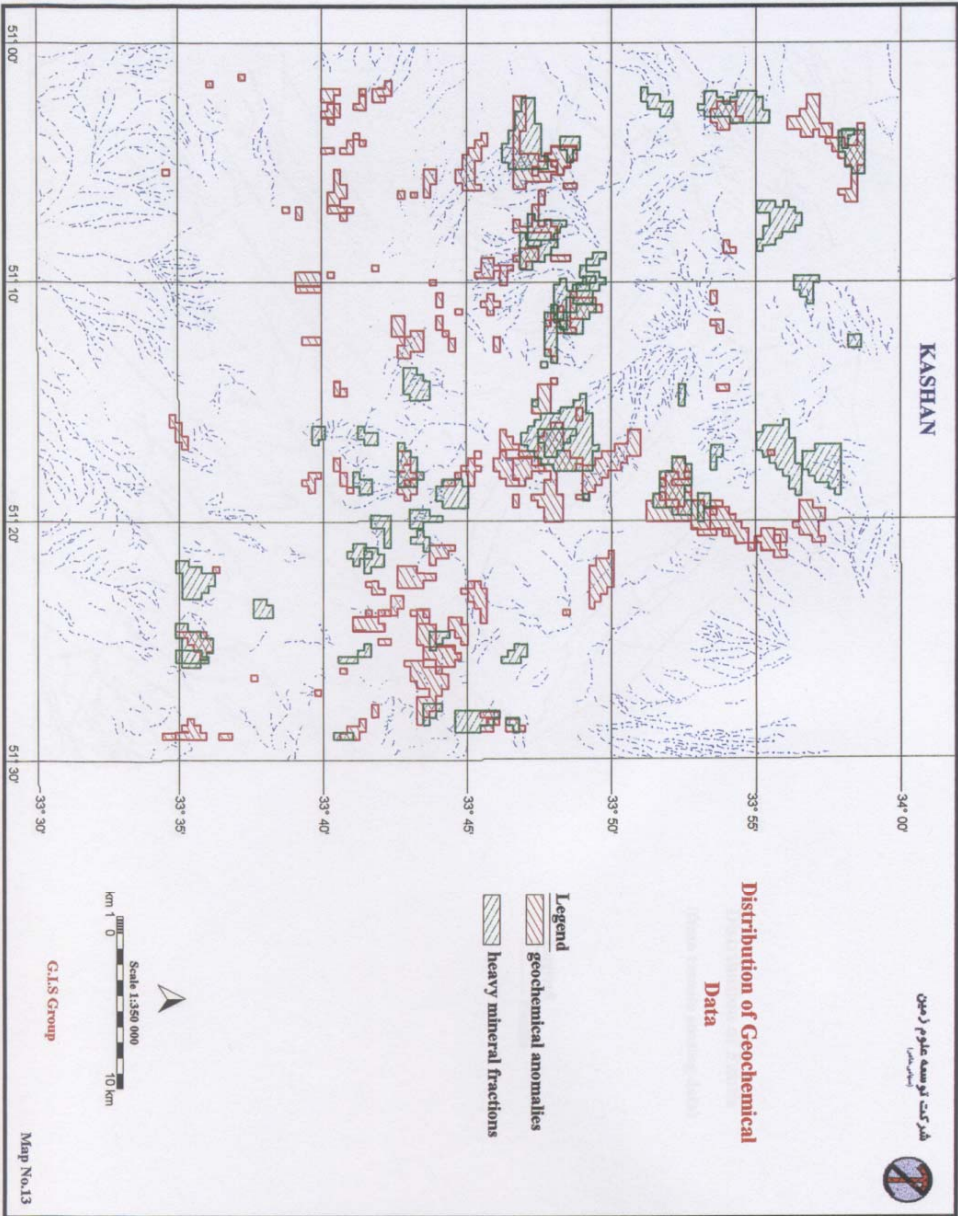 KASHAN
شرکت توسعه علوم زمین
51°00'
51°10'
51°20'
51°30'
34° 00'
33° 55'
33° 50'
33° 45'
33° 40'
33° 35'
33° 30'
Distribution of Geochemical
Data
Legend
geochemical anomalies
heavy mineral fractions
Scale 1:350 000
km 1 0 10 km
G.I.S Group
Map No.13